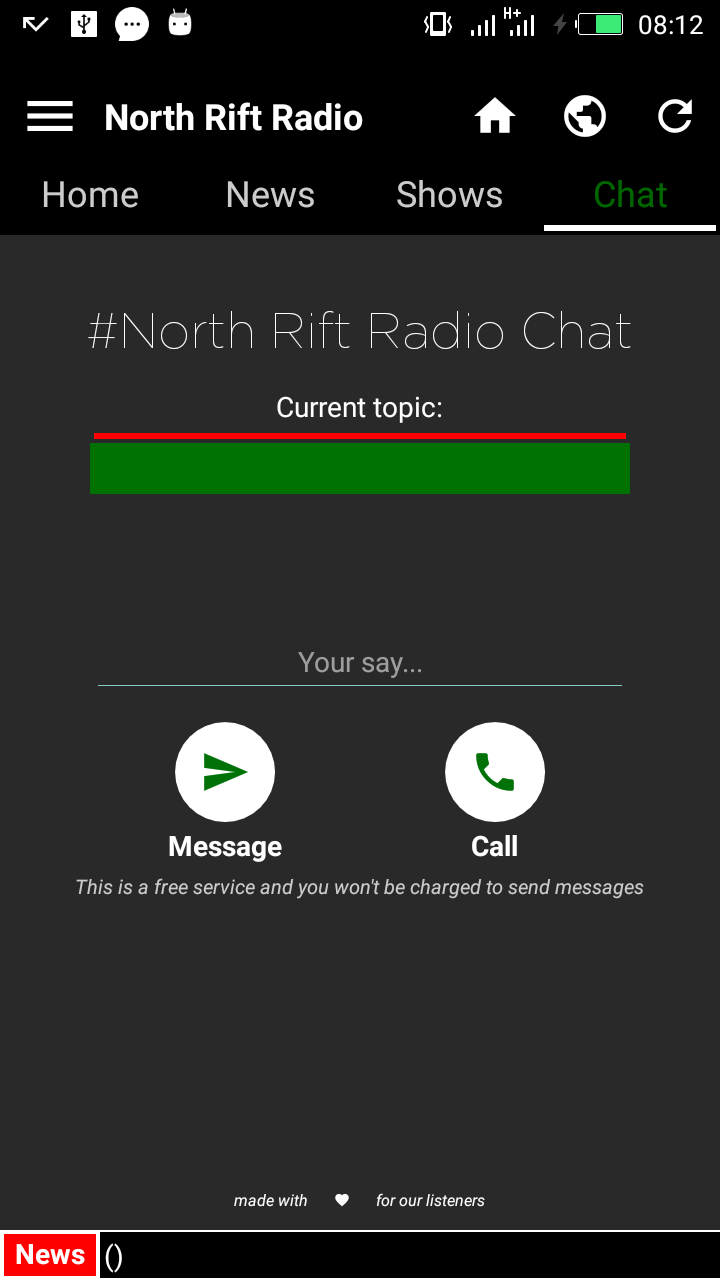 H+
08:12
North Rift Radio
Home News Shows Chat
#North Rift Radio Chat
Current topic:
Your say...
Message Call
This is a free service and you won't be charged to send messages
made with for our listeners
News ()